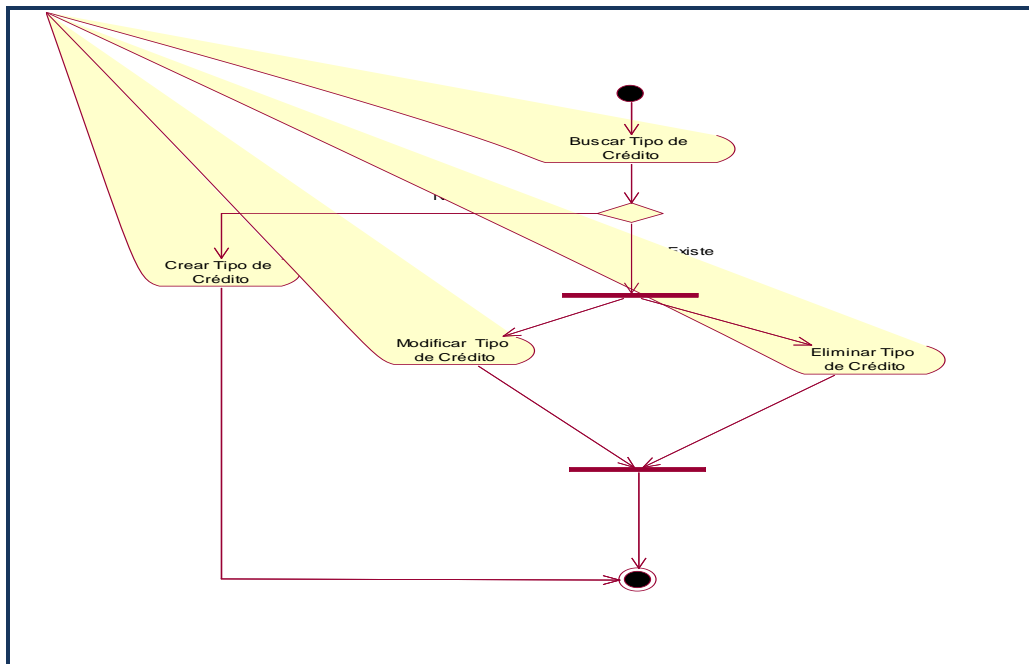 Buscar Tipo de
Crédito
Existe
Crear Tipo de
Crédito
Modificar Tipo
de Crédito
Eliminar Tipo
de Crédito